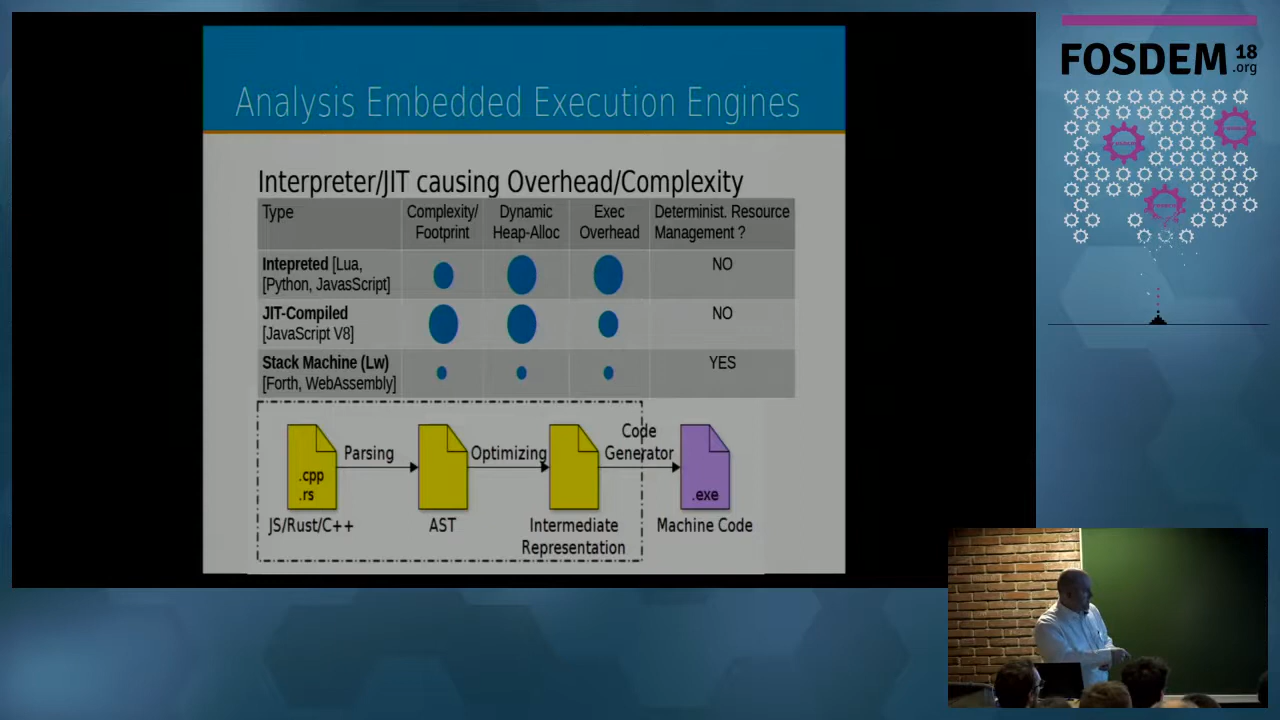 FOSDEM 18
.org
Analysis Embedded Execution Engines
Interpreter/JIT causing Overhead/Complexity
Type
Complexity/
Footprint
Dynamic
Heap-Alloc
Exec
Overhead
Determinist. Resource
Management ?
Intepreted [Lua,
[Python, JavasScript]
NO
JIT-Compiled
[JavaScript V8]
NO
Stack Machine (Lw)
[Forth, WebAssembly]
YES
.cpp
.rs
JS/Rust/C++
Parsing
AST
Optimizing
Intermediate
Representation
Code
Generator
.exe
Machine Code